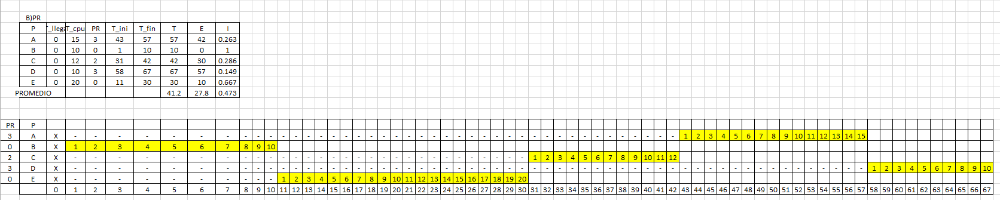 B)PR
P T_llega T_cpu PR T_ini T_fin T E I
A 0 15 3 43 57 57 42 0.263
B 0 10 0 1 10 10 0 1
C 0 12 2 31 42 42 30 0.286
D 0 10 3 58 67 67 57 0.149
E 0 20 0 11 30 30 10 0.667
PROMEDIO 41.2 27.8 0.473
PR P
3 A X - - - - - - - - - - - - - - - - - - - - - - - - - - - - - - - - - - - - - - - - - - 1 2 3 4 5 6 7 8 9 10 11 12 13 14 15
0 B X 1 2 3 4 5 6 7 8 9 10
2 C X - - - - - - - - - - - - - - - - - - - - - - - - - - - - - - 1 2 3 4 5 6 7 8 9 10 11 12
3 D X - - - - - - - - - - - - - - - - - - - - - - - - - - - - - - - - - - - - - - - - - - - - - - - - - - - - - - - - - 1 2 3 4 5 6 7 8 9 10
0 E X - - - - - - - - - - 1 2 3 4 5 6 7 8 9 10 11 12 13 14 15 16 17 18 19 20
0 1 2 3 4 5 6 7 8 9 10 11 12 13 14 15 16 17 18 19 20 21 22 23 24 25 26 27 28 29 30 31 32 33 34 35 36 37 38 39 40 41 42 43 44 45 46 47 48 49 50 51 52 53 54 55 56 57 58 59 60 61 62 63 64 65 66 67